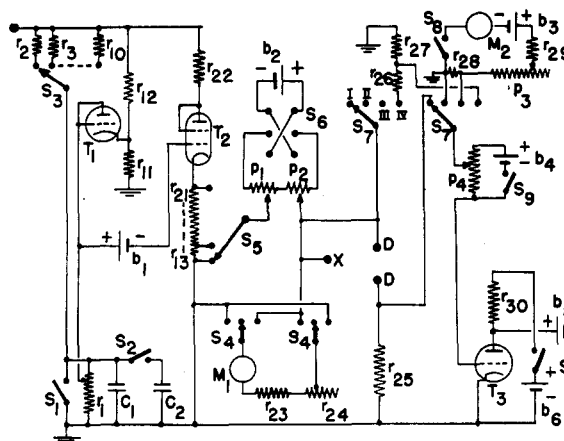 r2 r3 r10
r12
r22
S3
T1
r11
T2
b2
- +
S6
r27
r26
I II III IV
S7
S8
M2
- + b3
r29
r28
P3
S7
P1 P2
P4
+ b4
-
S9
r21
r13
S5
+ -
b1
X
D
D
r30
b
S4 S4
M1
r23 r24
r25
T3
S
+
-
b6
S2
S1
r1
C1 C2